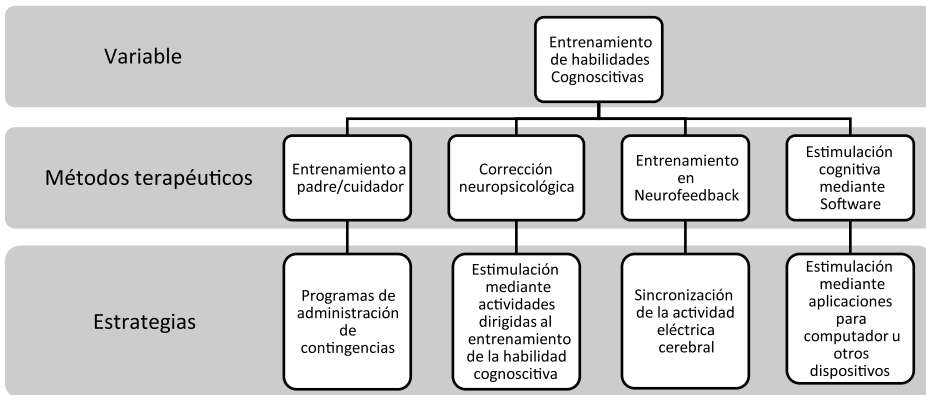 Variable
Entrenamiento
de habilidades
Cognoscitivas
Métodos terapéuticos
Entrenamiento a
padre/cuidador
Corrección
neuropsicológica
Entrenamiento
en
Neurofeedback
Estimulación
cognitiva
mediante
Software
Estrategias
Programas de
administración
de
contingencias
Estimulación
mediante
actividades
dirigidas al
entrenamiento
de la habilidad
cognoscitiva
Sincronización
de la actividad
eléctrica
cerebral
Estimulación
mediante
aplicaciones
para
computador u
otros
dispositivos